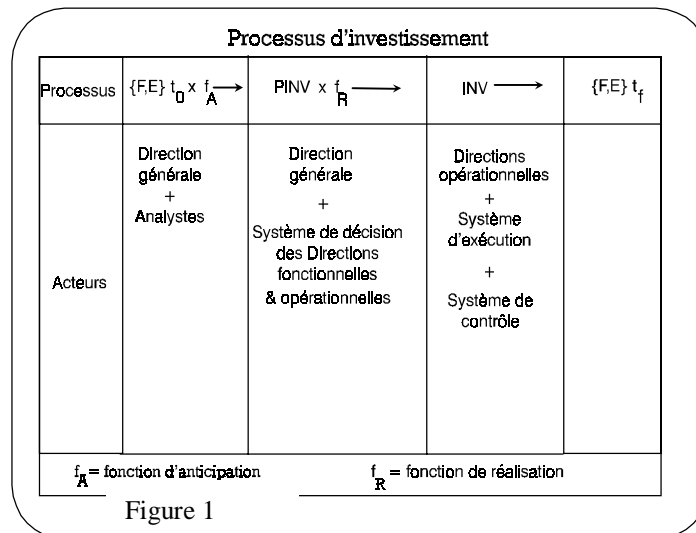 Processus d'investissement
Processus
{F,E} t0 x fA ⟶
PINV x fR ⟶
INV ⟶
{F,E} tf
Acteurs
Direction
générale
+
Analystes
Direction
générale
+
Système de décision
des Directions
fonctionnelles
& opérationnelles
Directions
opérationnelles
+
Système
d'exécution
+
Système de
contrôle
fA = fonction d'anticipation
fR = fonction de réalisation
Figure 1